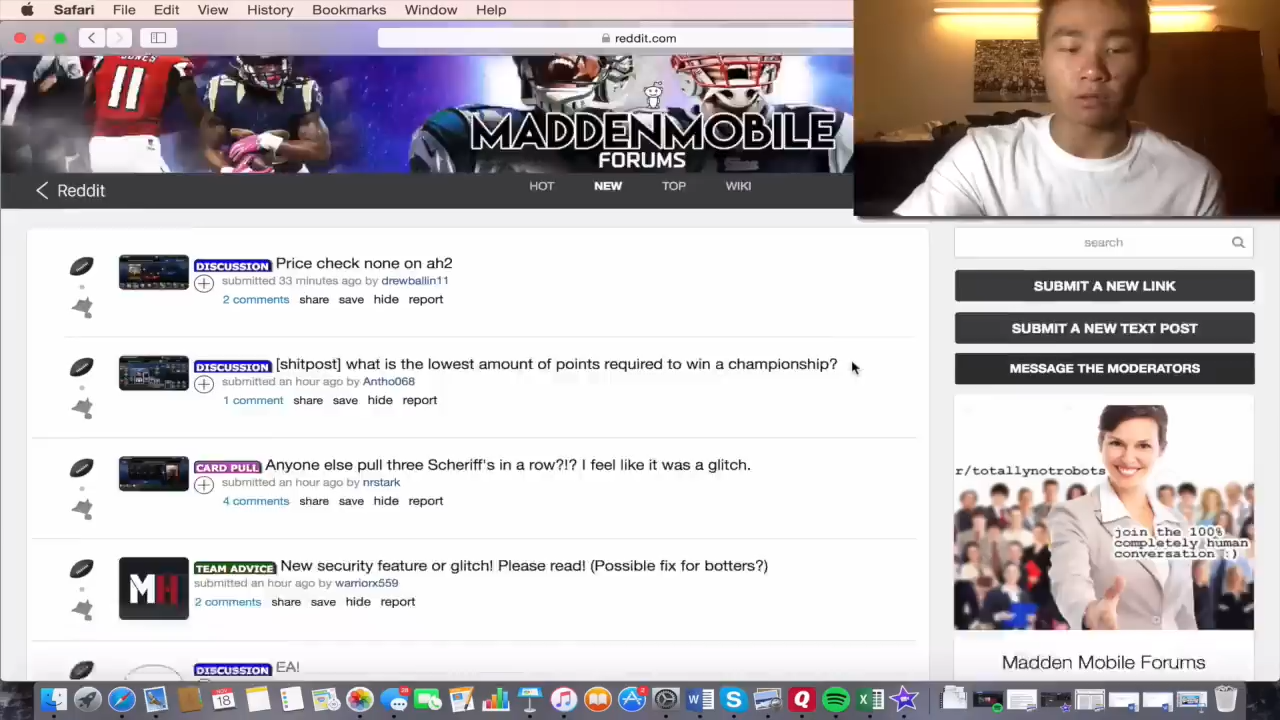 Safari File Edit View History Bookmarks Window Help
reddit.com
11
MADDENMOBILE
FORUMS
Reddit
HOT NEW TOP WIKI
search
DISCUSSION Price check none on ah2
submitted 33 minutes ago by drewballin11
2 comments share save hide report
SUBMIT A NEW LINK
SUBMIT A NEW TEXT POST
MESSAGE THE MODERATORS
DISCUSSION [shitpost] what is the lowest amount of points required to win a championship?
submitted an hour ago by Antho068
1 comment share save hide report
CARD PULL Anyone else pull three Scheriff's in a row?!? I feel like it was a glitch.
submitted an hour ago by nrstark
4 comments share save hide report
r/totallynotrobots
join the 100%
completely human
conversation :)
MH
TEAM ADVICE New security feature or glitch! Please read! (Possible fix for botters?)
submitted an hour ago by warriorx559
2 comments share save hide report
DISCUSSION EA!
Madden Mobile Forums
NOV
18